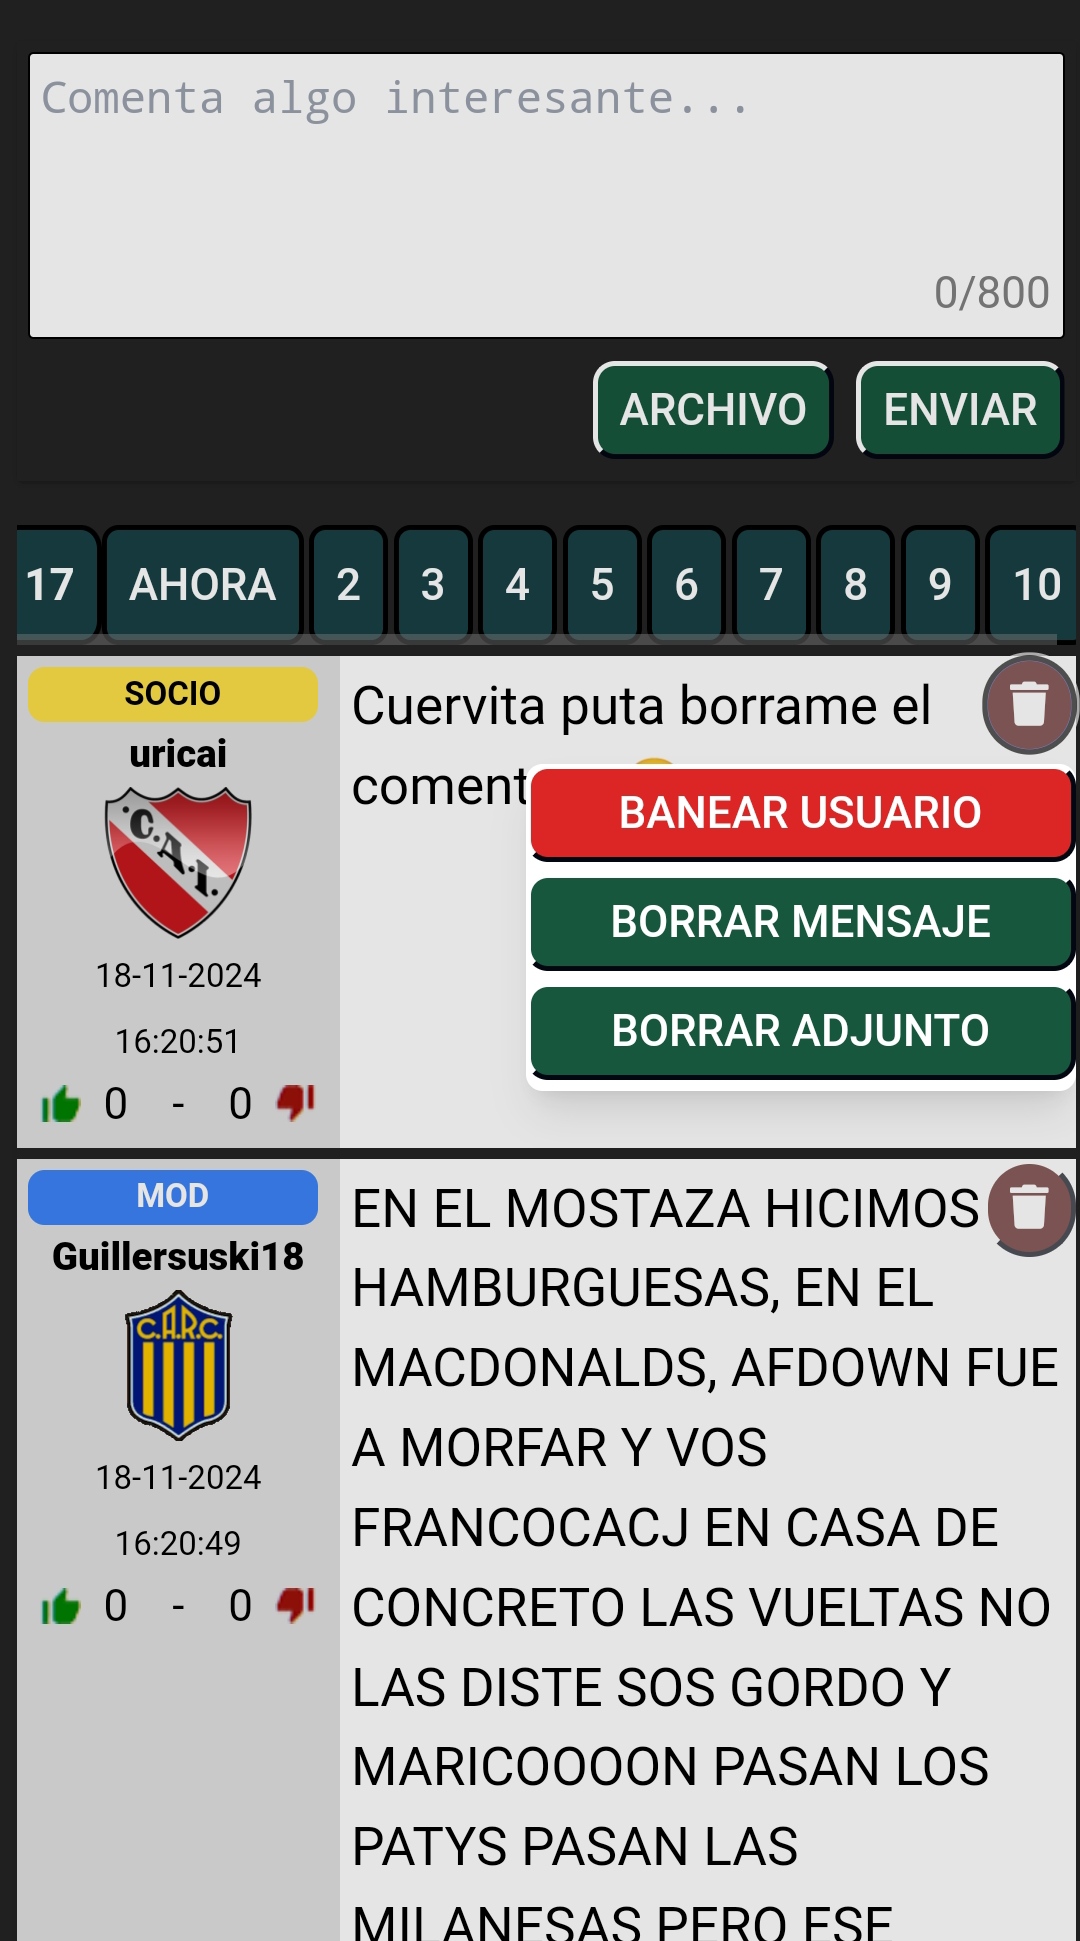 Comenta algo interesante...
0/800
ARCHIVO ENVIAR
17 AHORA 2 3 4 5 6 7 8 9 10
SOCIO
uricai
C.A.I.
18-11-2024
16:20:51
0 - 0
Cuervita puta borrame el
coment
BANEAR USUARIO
BORRAR MENSAJE
BORRAR ADJUNTO
MOD
Guillersuski18
C.A.R.C.
18-11-2024
16:20:49
0 - 0
EN EL MOSTAZA HICIMOS
HAMBURGUESAS, EN EL
MACDONALDS, AFDOWN FUE
A MORFAR Y VOS
FRANCOCACJ EN CASA DE
CONCRETO LAS VUELTAS NO
LAS DISTE SOS GORDO Y
MARICOOOON PASAN LOS
PATYS PASAN LAS
MILANESAS PERO ESE